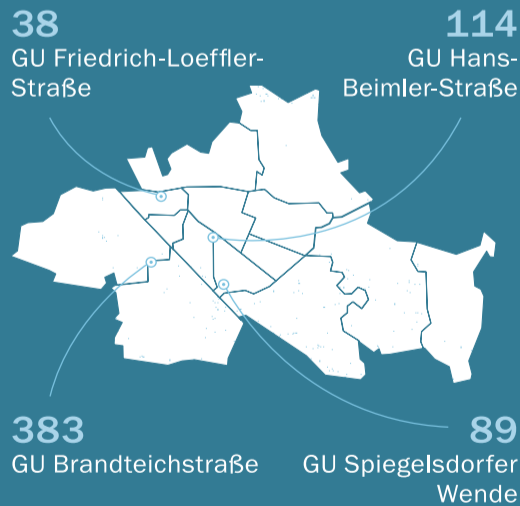 38
GU Friedrich-Loeffler-
Straße
114
GU Hans-
Beimler-Straße
383
GU Brandteichstraße
89
GU Spiegelsdorfer
Wende